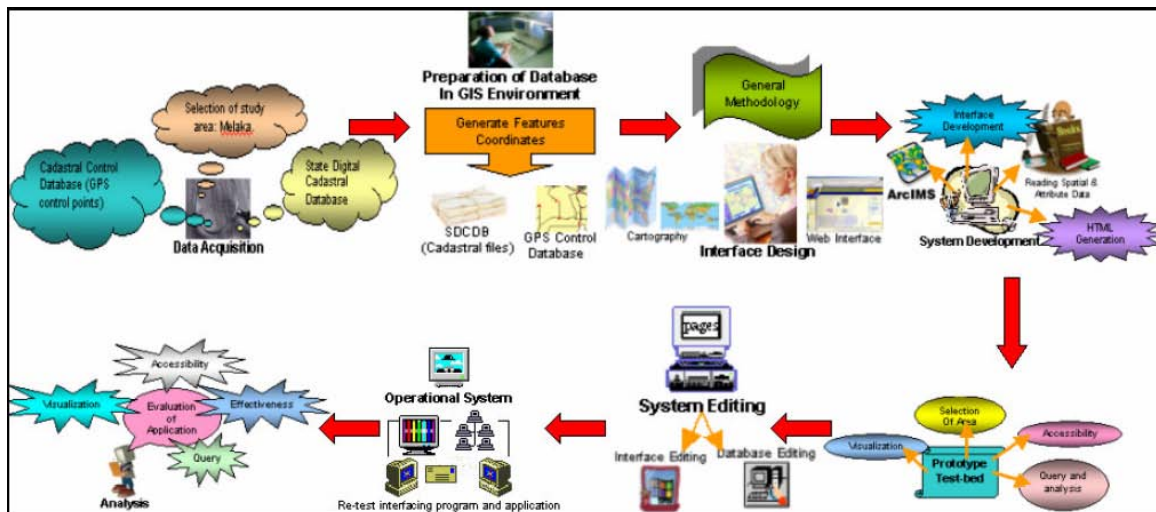 Cadastral Control
Database (GPS
control points)
Selection of study
area: Melaka.
State Digital
Cadastral
Database
Data Acquisition
Preparation of Database
In GIS Environment
Generate Features
Coordinates
SDCDB
(Cadastral files)
GPS Control
Database
General
Methodology
Cartography
Web Interface
Interface Design
Interface
Development
ArcIMS
Books
Reading Spatial &
Attribute Data
System Development
HTML
Generation
Selection
Of Area
Visualization
Accessibility
Prototype
Test-bed
Query and
analysis
pages
System Editing
Interface Editing
Database Editing
Operational System
Re-test interfacing program and application
Accessibility
Visualization
Evaluation
of
Application
Effectiveness
Query
Analysis